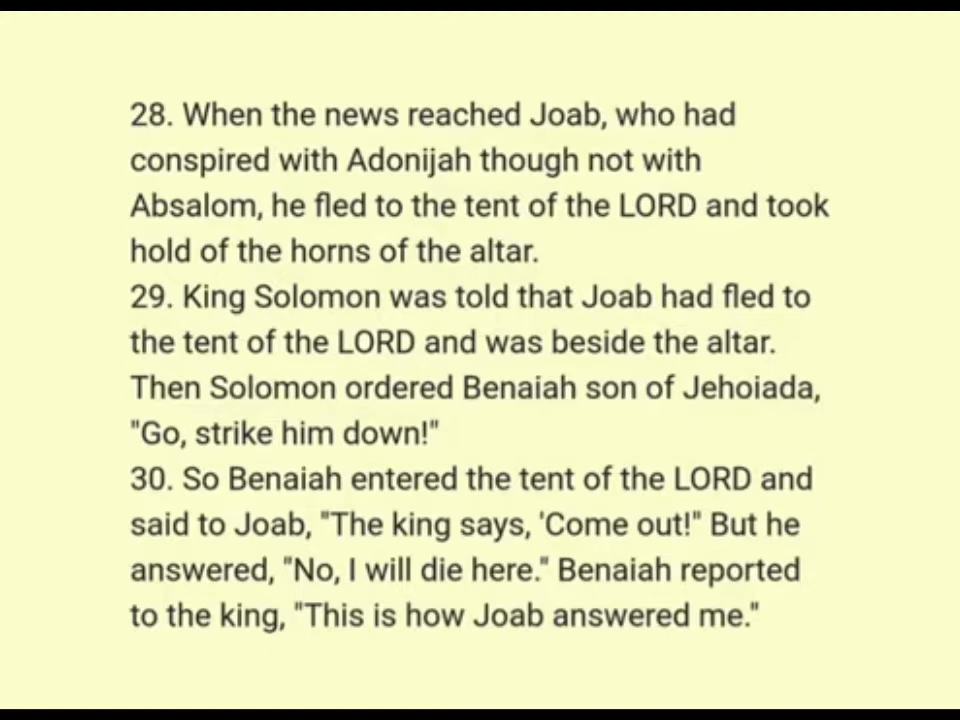 28. When the news reached Joab, who had
conspired with Adonijah though not with
Absalom, he fled to the tent of the LORD and took
hold of the horns of the altar.
29. King Solomon was told that Joab had fled to
the tent of the LORD and was beside the altar.
Then Solomon ordered Benaiah son of Jehoiada,
"Go, strike him down!"
30. So Benaiah entered the tent of the LORD and
said to Joab, "The king says, 'Come out!" But he
answered, "No, I will die here." Benaiah reported
to the king, "This is how Joab answered me."